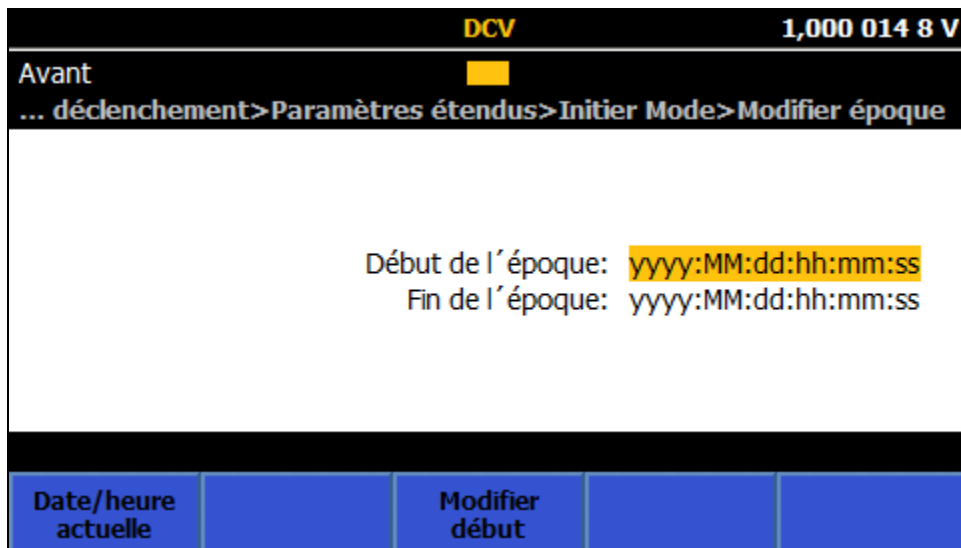 DCV 1,000 014 8 V
Avant
... déclenchement>Paramètres étendus>Initier Mode>Modifier époque
Début de l´époque: yyyy:MM:dd:hh:mm:ss
Fin de l´époque: yyyy:MM:dd:hh:mm:ss
Date/heure
actuelle
Modifier
début